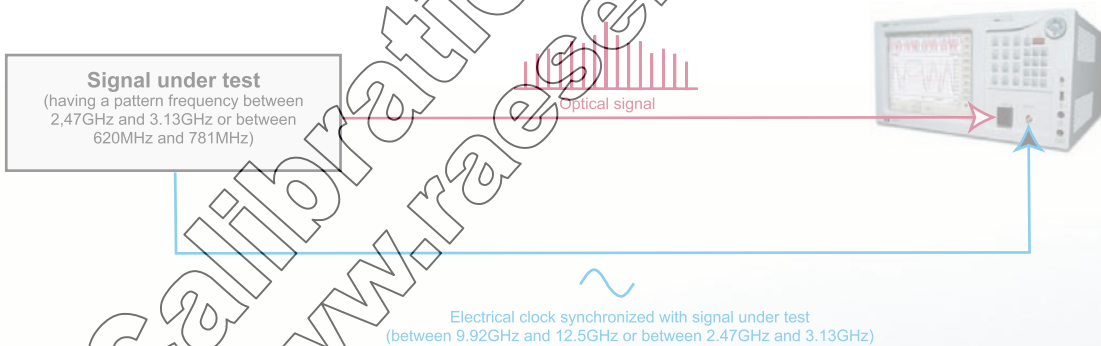 Signal under test
(having a pattern frequency between
2,47GHz and 3.13GHz or between
620MHz and 781MHz)
Optical signal
Electrical clock synchronized with signal under test
(between 9.92GHz and 12.5GHz or between 2.47GHz and 3.13GHz)